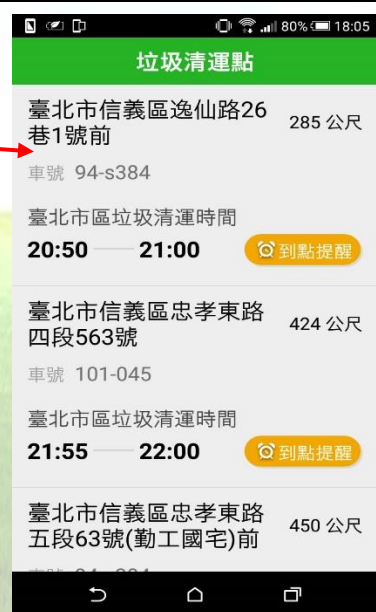 80% 18:05
垃圾清運點
臺北市信義區逸仙路26
巷1號前
285 公尺
車號 94-s384
臺北市區垃圾清運時間
20:50 21:00 到點提醒
臺北市信義區忠孝東路
四段563號
424 公尺
車號 101-045
臺北市區垃圾清運時間
21:55 22:00 到點提醒
臺北市信義區忠孝東路
五段63號(勤工國宅)前
450 公尺